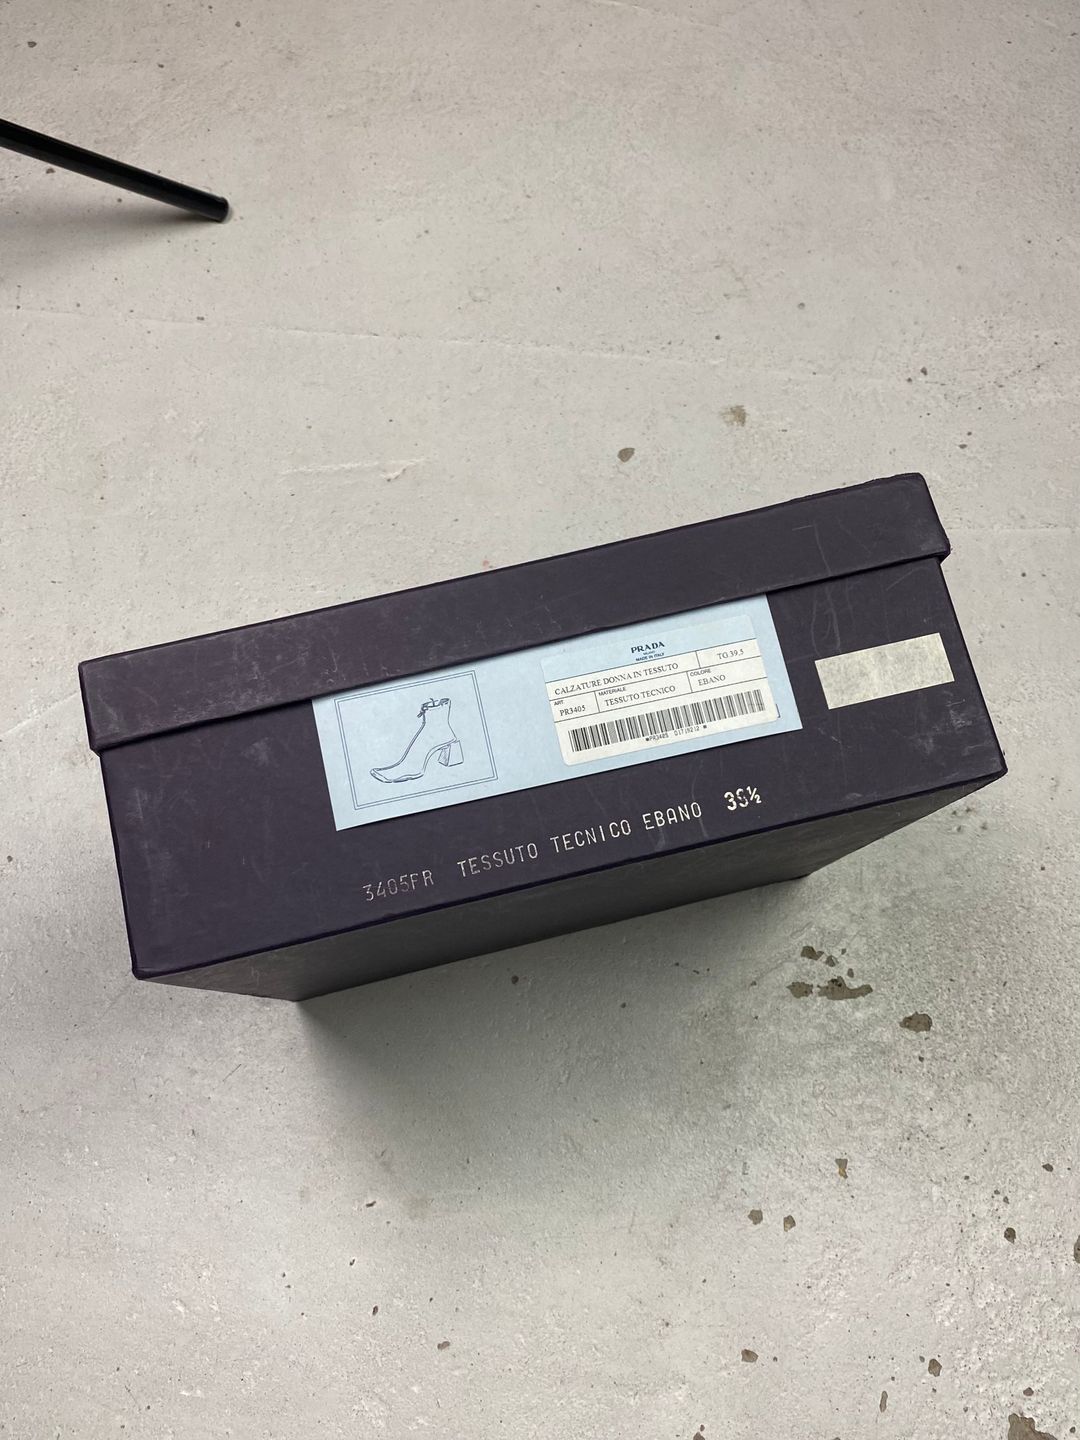 PRADA
MILANO
MADE IN ITALY
CALZATURE DONNA IN TESSUTO TG.39.5
ART. PR3405 MATERIALE TESSUTO TECNICO COLORE EBANO
3405FR TESSUTO TECNICO EBANO 39½